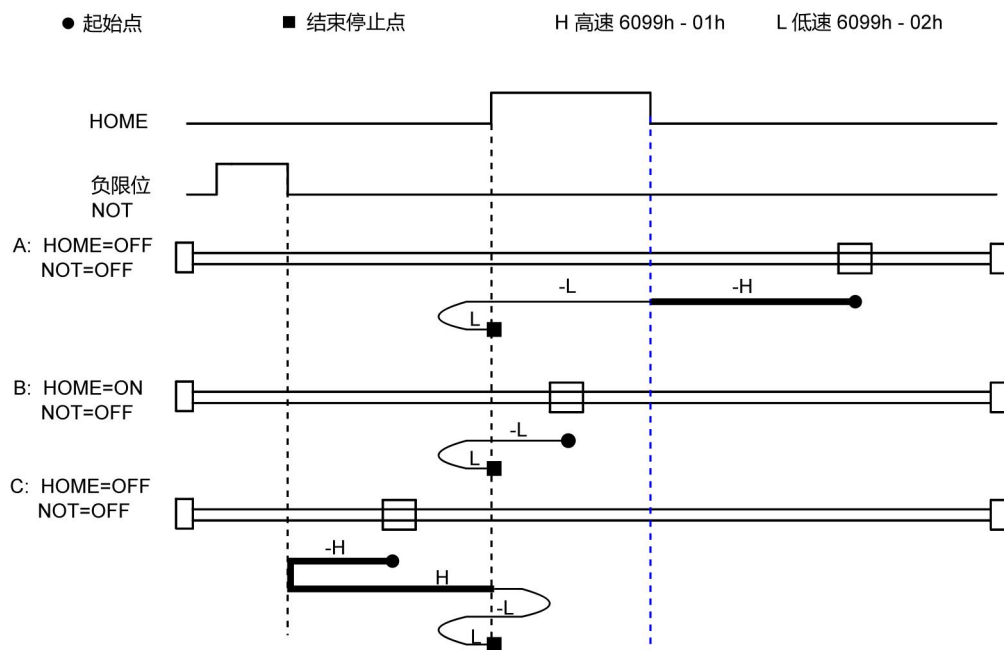 ● 起始点 ■ 结束停止点 H 高速 6099h - 01h L 低速 6099h - 02h
HOME
负限位
NOT
A: HOME=OFF
NOT=OFF
-L -H
L
B: HOME=ON
NOT=OFF
-L
L
C: HOME=OFF
NOT=OFF
-H
H
-L
L